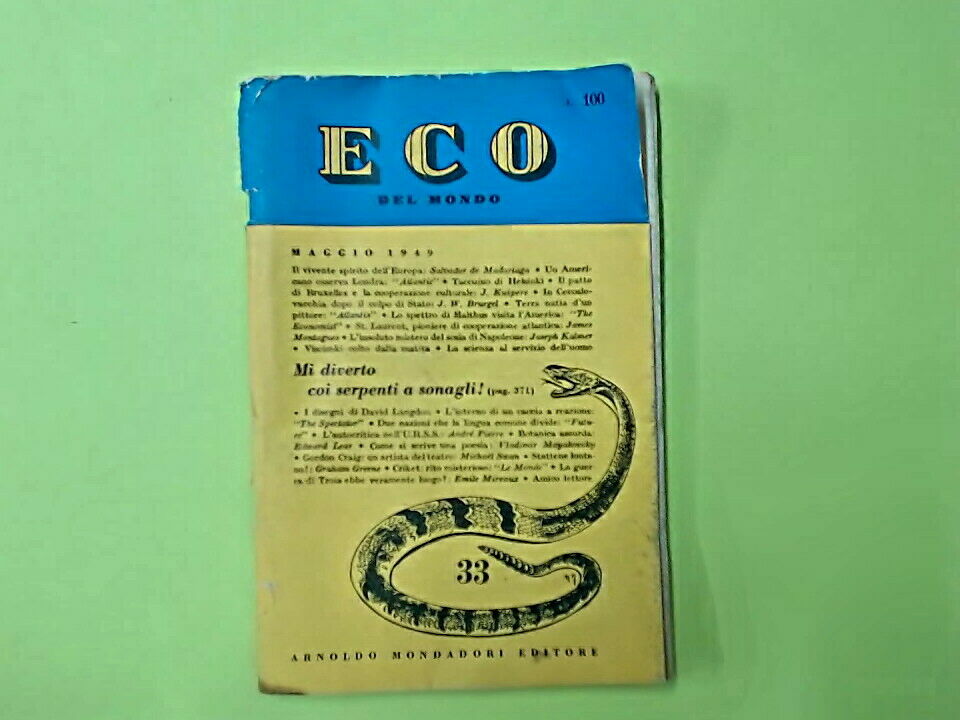 L. 100
ECO
DEL MONDO
MAGGIO 1949
Il vivente spirito dell'Europa: Salvador de Madariaga • Un Ameri-
cano osserva Londra: "Atlantic" • Taccuino di Helsinki • Il patto
di Bruxelles e la cooperazione culturale: J. Kuipers • In Cecoslo-
vacchia dopo il colpo di Stato: J. W. Bruegel • Terra natia d'un
pittore: "Atlantis" • Lo spettro di Malthus visita l'America: "The
Economist" • St. Laurent, pioniere di cooperazione atlantica: James
Montagnes • L'insoluto mistero del sosia di Napoleone: Joseph Kalmer
• Viscinski colto dalla matita • La scienza al servizio dell'uomo
Mi diverto
coi serpenti a sonagli! (pag. 371)
• I disegni di David Langdon • L'interno di un caccia a reazione:
"The Spectator" • Due nazioni che la lingua comune divide: "Futu-
re" • L'autocritica nell'U.R.S.S.: André Pierre • Botanica assurda:
Edward Lear • Come si scrive una poesia: Vladimir Mayakovsky
• Gordon Craig: un artista del teatro: Michael Swan • Stattene lonta-
no!: Graham Greene • Criket, rito misterioso: "Le Monde" • La guer
ra di Troia ebbe veramente luogo?: Emile Mireaux • Amico lettore
33
ARNOLDO MONDADORI EDITORE